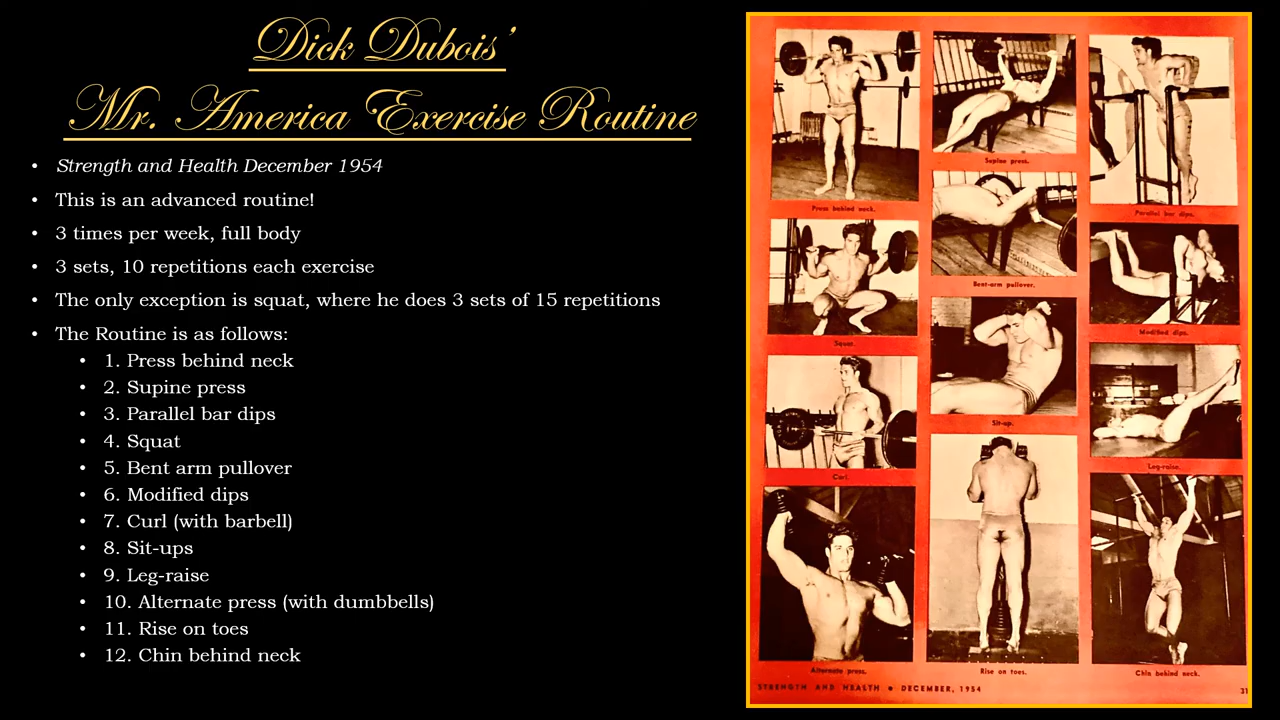 Dick Dubois'
Mr. America Exercise Routine
• Strength and Health December 1954
• This is an advanced routine!
• 3 times per week, full body
• 3 sets, 10 repetitions each exercise
• The only exception is squat, where he does 3 sets of 15 repetitions
• The Routine is as follows:
• 1. Press behind neck
• 2. Supine press
• 3. Parallel bar dips
• 4. Squat
• 5. Bent arm pullover
• 6. Modified dips
• 7. Curl (with barbell)
• 8. Sit-ups
• 9. Leg-raise
• 10. Alternate press (with dumbbells)
• 11. Rise on toes
• 12. Chin behind neck
Press behind neck.
Supine press.
Parallel bar dips.
Squat.
Bent-arm pullover.
Modified dips.
Curl.
Sit-up.
Leg-raise.
Alternate press.
Rise on toes.
Chin behind neck.
STRENGTH AND HEALTH ● DECEMBER, 1954
31